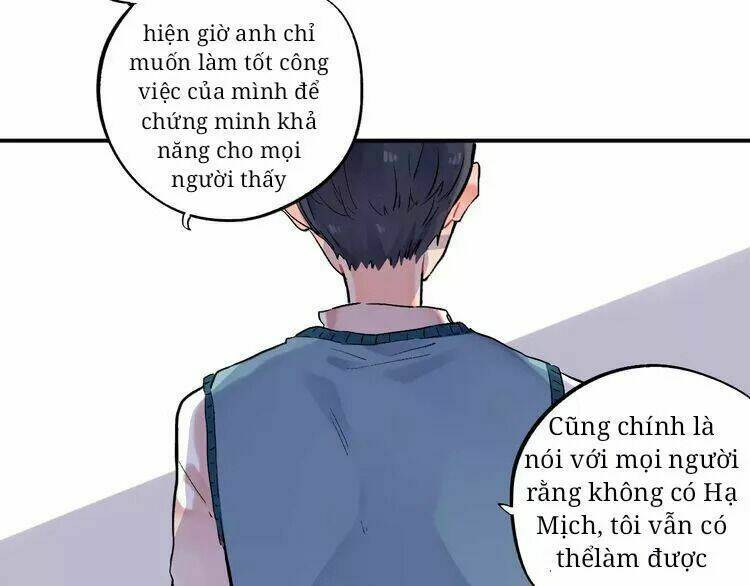 hiện giờ anh chỉ
muốn làm tốt công
việc của mình để
chứng minh khả
năng cho mọi
người thấy
Cũng chính là
nói với mọi người
rằng không có Hạ
Mịch, tôi vẫn có
thểlàm được